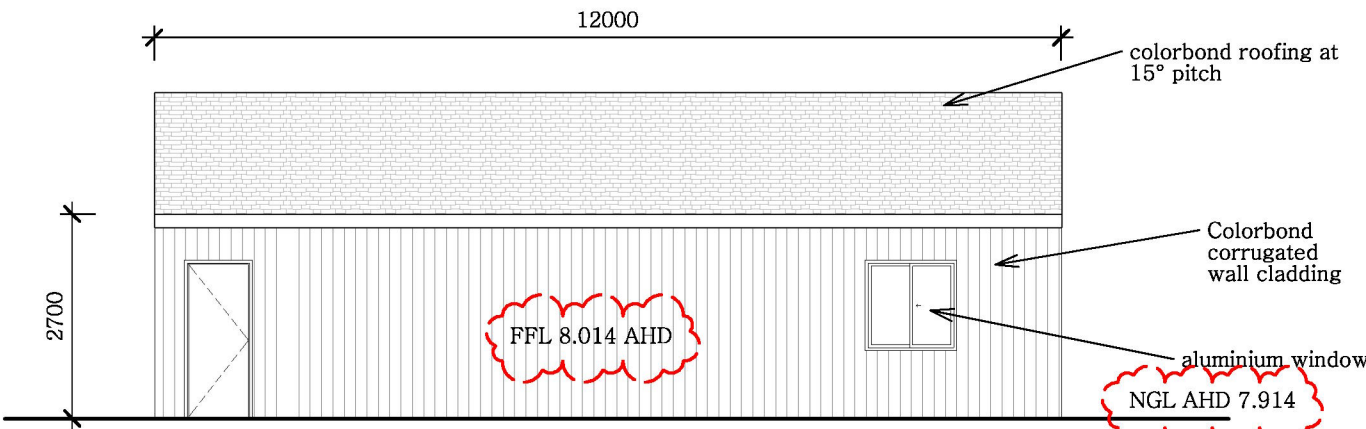 12000
colorbond roofing at
15° pitch
Colorbond
corrugated
wall cladding
2700
FFL 8.014 AHD
aluminium window
NGL AHD 7.914